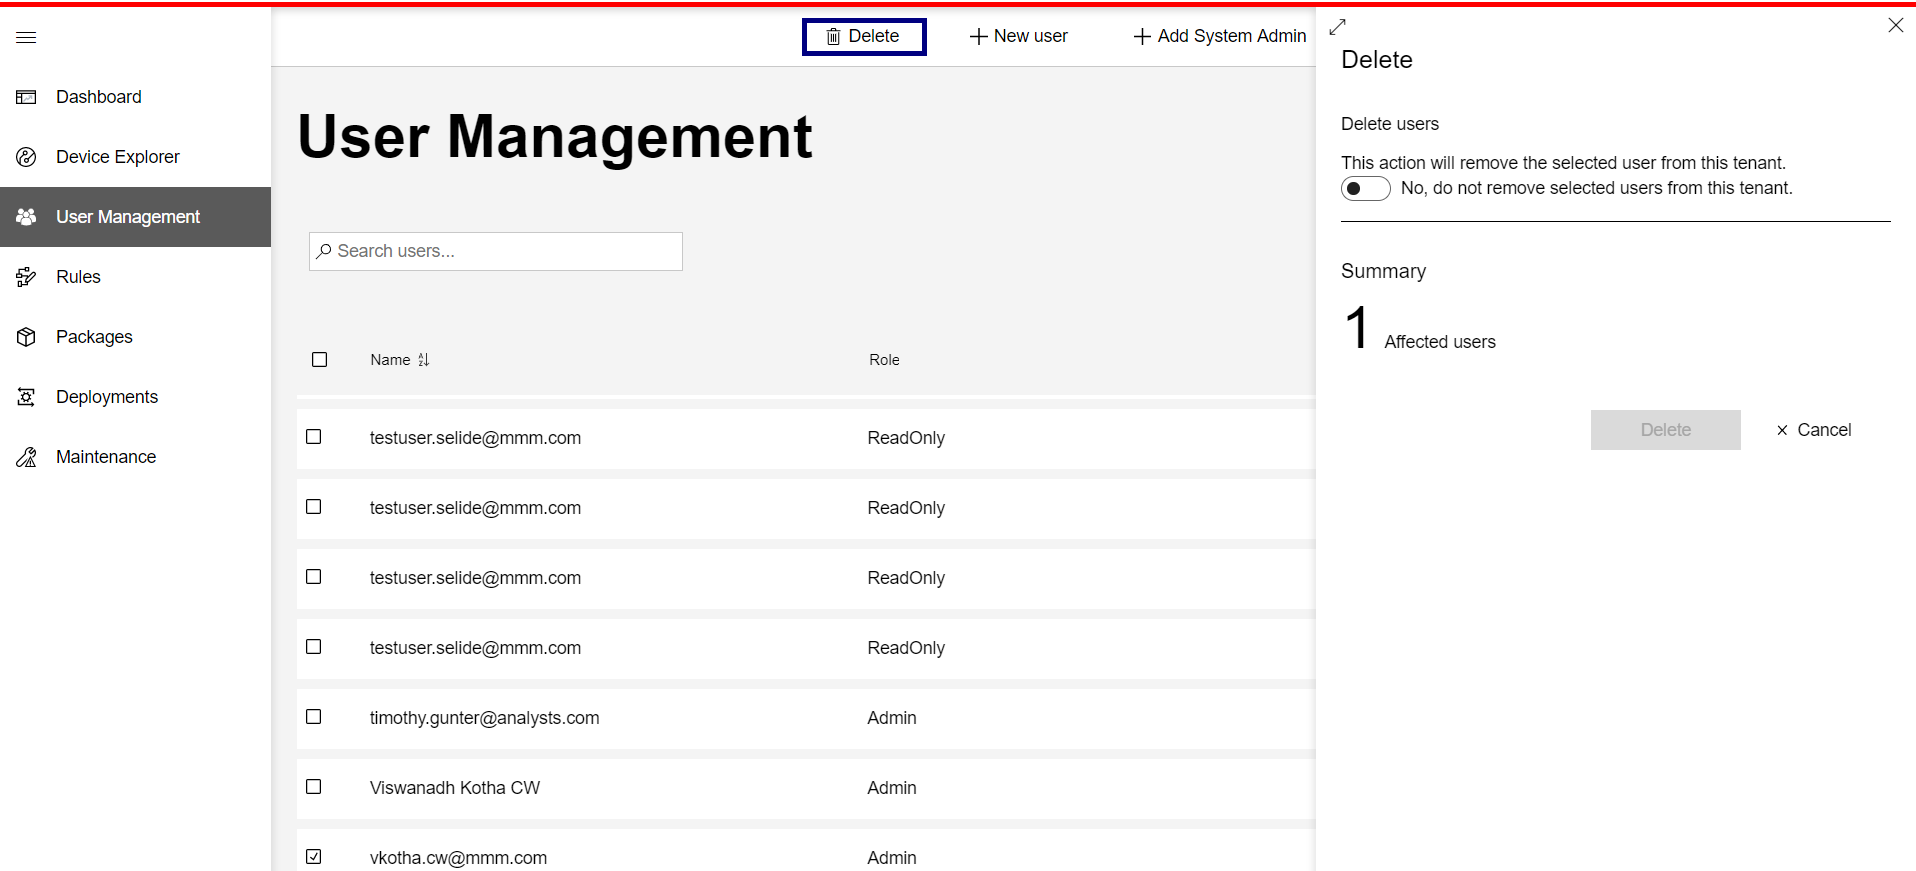 Delete
New user
Add System Admin
Dashboard
Device Explorer
User Management
Rules
Packages
Deployments
Maintenance
User Management
Search users...
Name
Role
testuser.selide@mmm.com ReadOnly
testuser.selide@mmm.com ReadOnly
testuser.selide@mmm.com ReadOnly
testuser.selide@mmm.com ReadOnly
timothy.gunter@analysts.com Admin
Viswanadh Kotha CW Admin
vkotha.cw@mmm.com Admin
Delete
Delete users
This action will remove the selected user from this tenant.
No, do not remove selected users from this tenant.
Summary
1 Affected users
Delete
Cancel